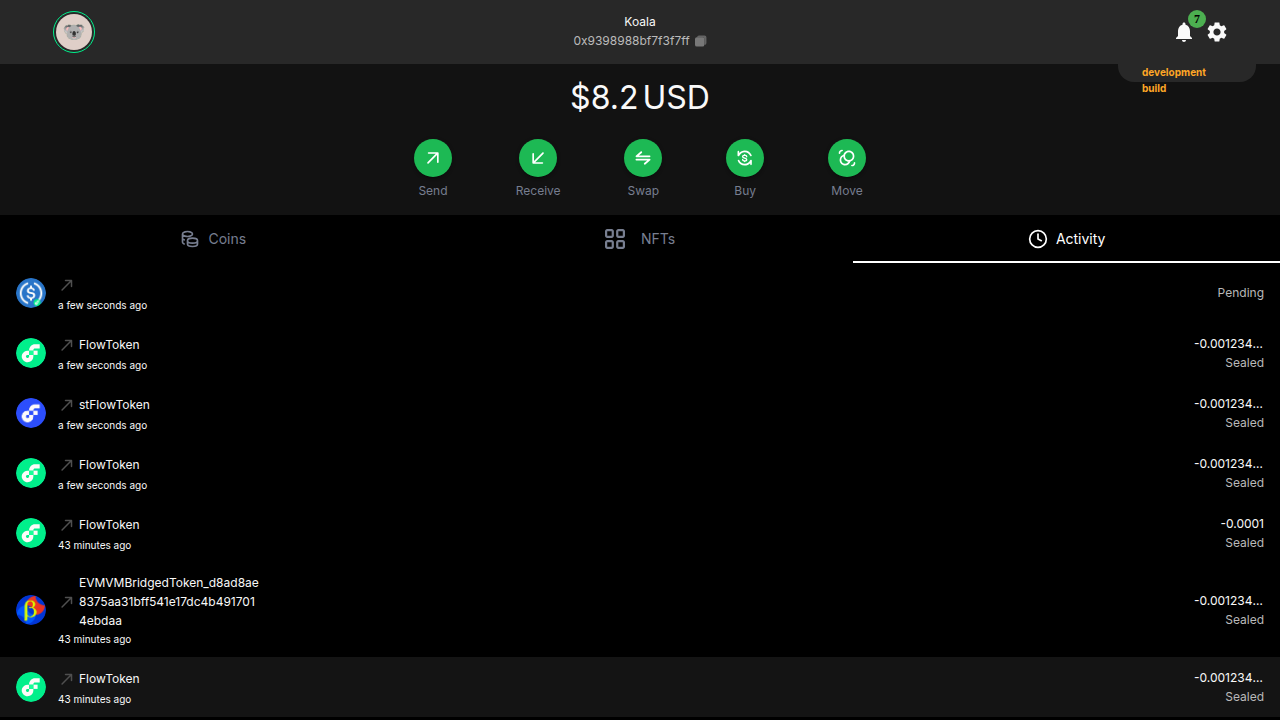 Koala
0x9398988bf7f3f7ff
7
development
build
$8.2 USD
Send
Receive
Swap
Buy
Move
Coins
NFTs
Activity
a few seconds ago
Pending
FlowToken
a few seconds ago
-0.001234...
Sealed
stFlowToken
a few seconds ago
-0.001234...
Sealed
FlowToken
a few seconds ago
-0.001234...
Sealed
FlowToken
43 minutes ago
-0.0001
Sealed
EVMVMBridgedToken_d8ad8ae
8375aa31bff541e17dc4b491701
4ebdaa
43 minutes ago
-0.001234...
Sealed
FlowToken
43 minutes ago
-0.001234...
Sealed